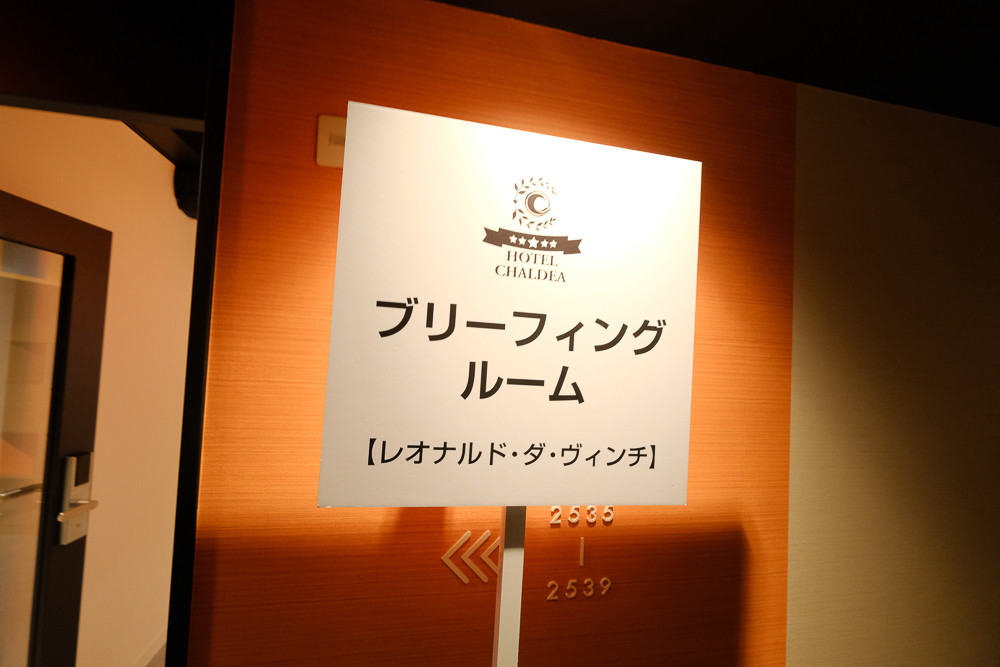 HOTEL
CHALDEA
ブリーフィング
ルーム
【レオナルド・ダ・ヴィンチ】
2535
2539